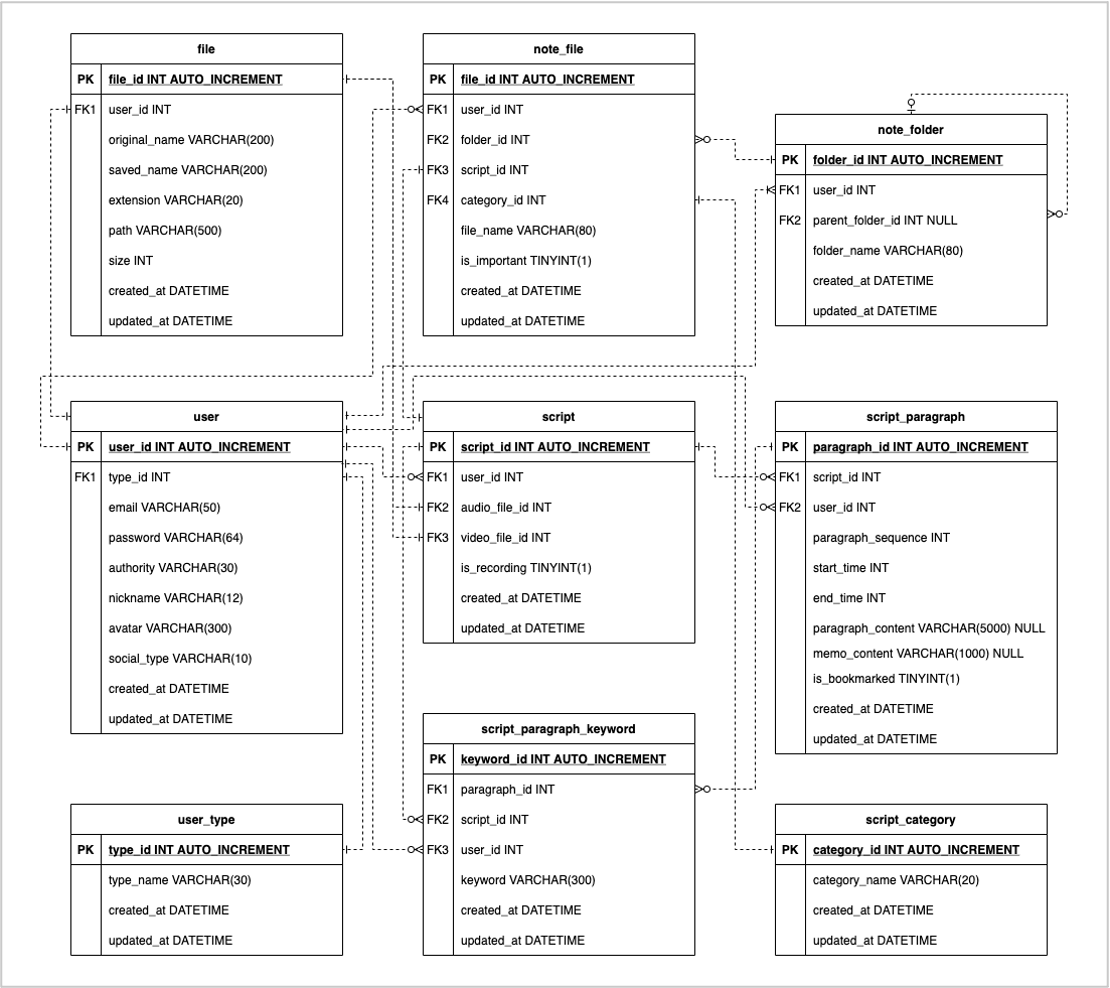 file
PK file_id INT AUTO_INCREMENT
FK1 user_id INT
original_name VARCHAR(200)
saved_name VARCHAR(200)
extension VARCHAR(20)
path VARCHAR(500)
size INT
created_at DATETIME
updated_at DATETIME
note_file
PK file_id INT AUTO_INCREMENT
FK1 user_id INT
FK2 folder_id INT
FK3 script_id INT
FK4 category_id INT
file_name VARCHAR(80)
is_important TINYINT(1)
created_at DATETIME
updated_at DATETIME
note_folder
PK folder_id INT AUTO_INCREMENT
FK1 user_id INT
FK2 parent_folder_id INT NULL
folder_name VARCHAR(80)
created_at DATETIME
updated_at DATETIME
user
PK user_id INT AUTO_INCREMENT
FK1 type_id INT
email VARCHAR(50)
password VARCHAR(64)
authority VARCHAR(30)
nickname VARCHAR(12)
avatar VARCHAR(300)
social_type VARCHAR(10)
created_at DATETIME
updated_at DATETIME
script
PK script_id INT AUTO_INCREMENT
FK1 user_id INT
FK2 audio_file_id INT
FK3 video_file_id INT
is_recording TINYINT(1)
created_at DATETIME
updated_at DATETIME
script_paragraph
PK paragraph_id INT AUTO_INCREMENT
FK1 script_id INT
FK2 user_id INT
paragraph_sequence INT
start_time INT
end_time INT
paragraph_content VARCHAR(5000) NULL
memo_content VARCHAR(1000) NULL
is_bookmarked TINYINT(1)
created_at DATETIME
updated_at DATETIME
script_paragraph_keyword
PK keyword_id INT AUTO_INCREMENT
FK1 paragraph_id INT
FK2 script_id INT
FK3 user_id INT
keyword VARCHAR(300)
created_at DATETIME
updated_at DATETIME
user_type
PK type_id INT AUTO_INCREMENT
type_name VARCHAR(30)
created_at DATETIME
updated_at DATETIME
script_category
PK category_id INT AUTO_INCREMENT
category_name VARCHAR(20)
created_at DATETIME
updated_at DATETIME